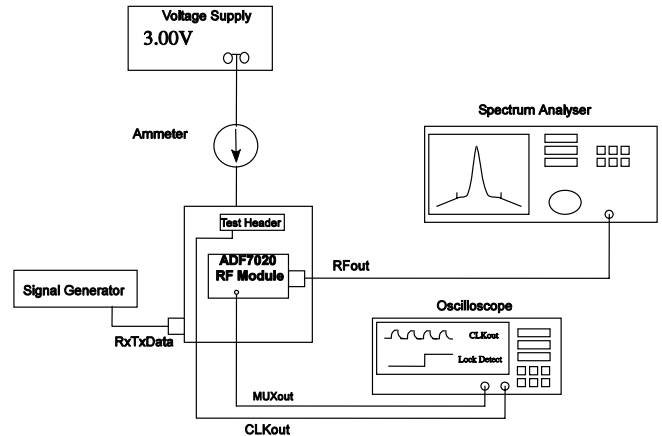 Voltage Supply
3.00V
Spectrum Analyser
Ammeter
Test Header
ADF7020
RF Module
RFout
Signal Generator
Oscilloscope
RxTxData
CLKout
Lock Detect
MUXout
CLKout